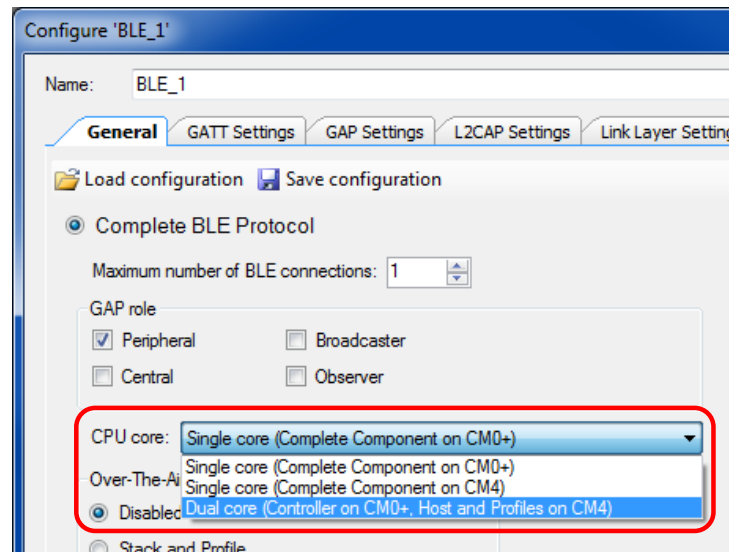 Configure 'BLE_1'
Name: BLE_1
General GATT Settings GAP Settings L2CAP Settings Link Layer
Load configuration Save configuration
Complete BLE Protocol
Maximum number of BLE connections: 1
GAP role
Peripheral Broadcaster
Central Observer
CPU core: Single core (Complete Component on CM0+)
Single core (Complete Component on CM0+)
Over-The-Ai
Single core (Complete Component on CM4)
Disabled Dual core (Controller on CM0+, Host and Profiles on CM4)
Stack and Profile